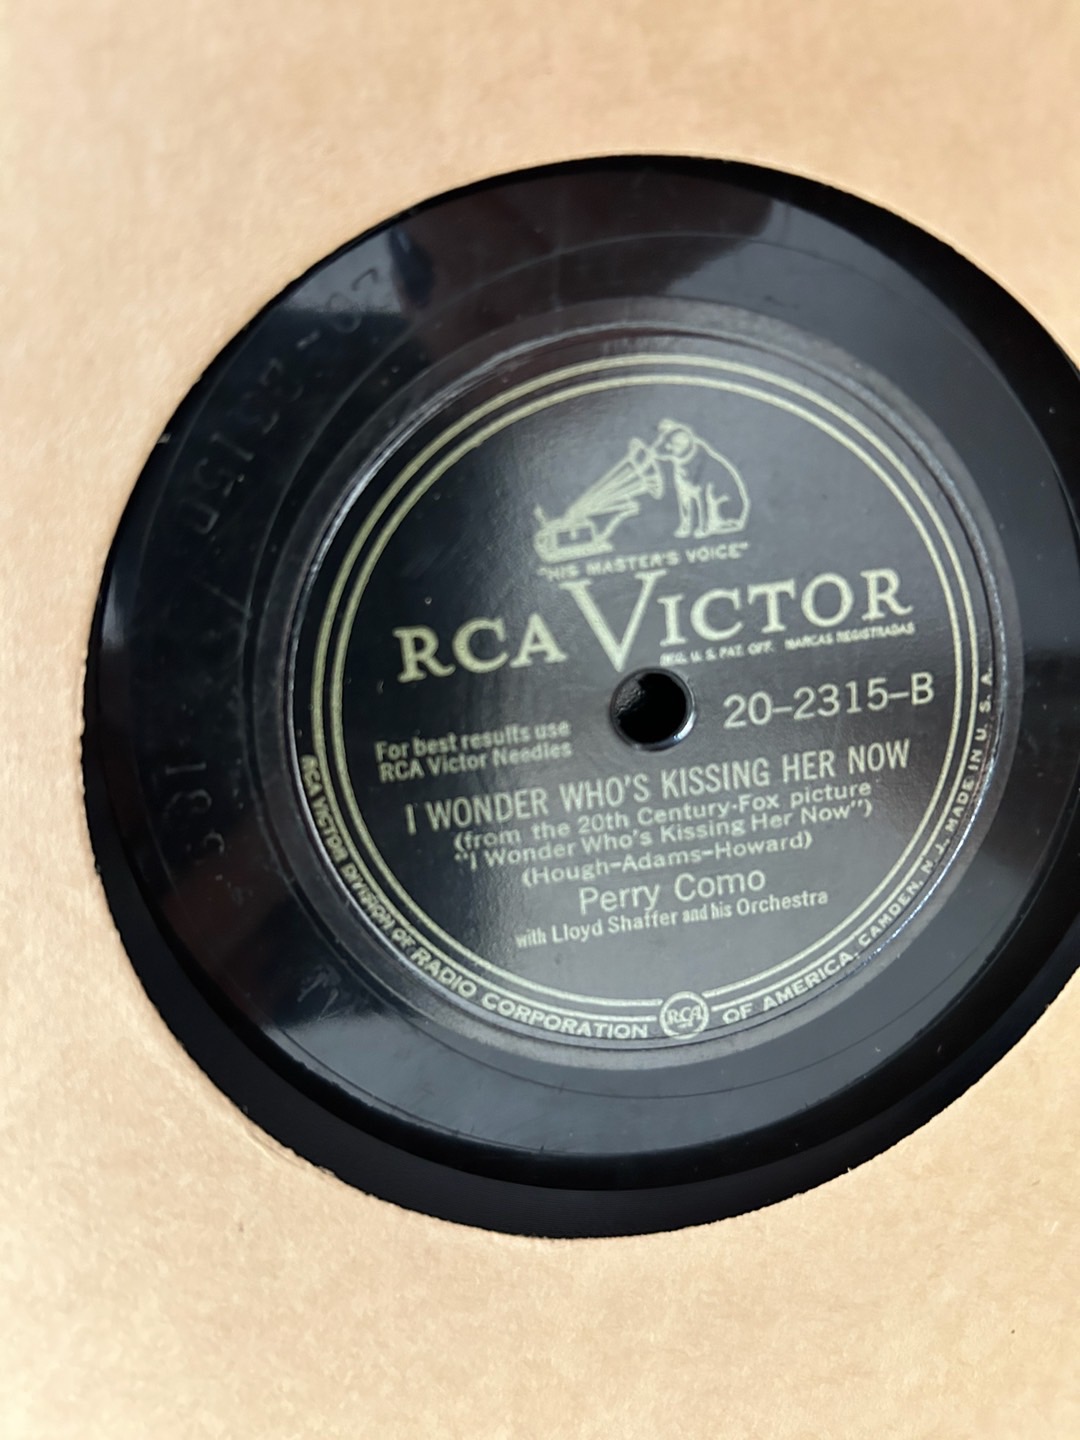 "HIS MASTER'S VOICE"
RCA VICTOR
REG. U. S. PAT. OFF. MARCAS REGISTRADAS
20-2315-B
For best results use
RCA Victor Needles
I WONDER WHO'S KISSING HER NOW
(from the 20th Century-Fox picture
"I Wonder Who's Kissing Her Now")
(Hough-Adams-Howard)
Perry Como
with Lloyd Shaffer and his Orchestra
RCA VICTOR DIVISION OF RADIO CORPORATION RCA OF AMERICA, CAMDEN, N. J. MADE IN U. S. A.